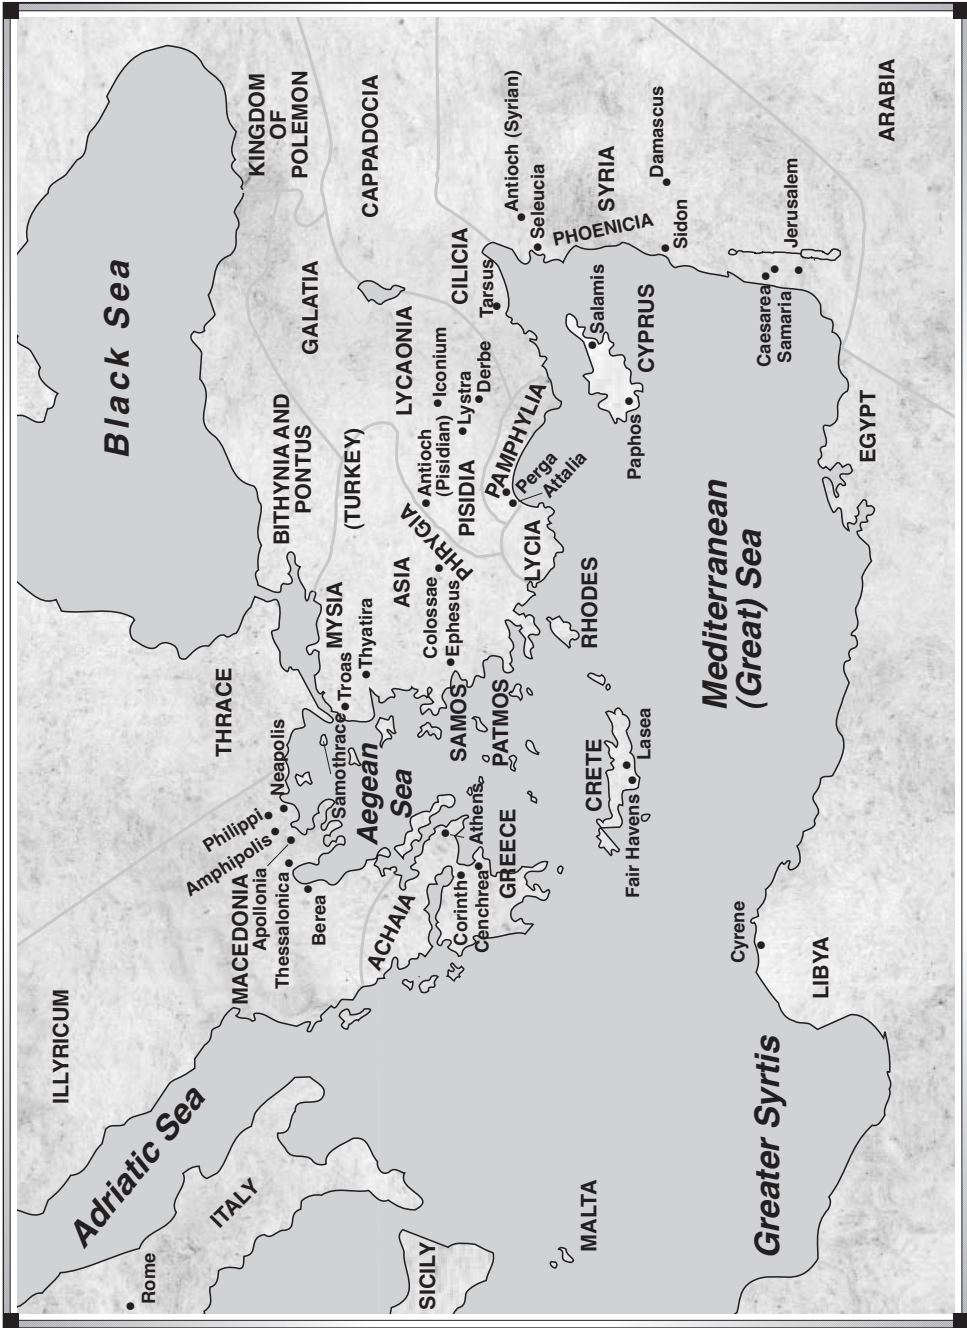 Black Sea
KINGDOM
OF
POLEMON
CAPPADOCIA
ARABIA
Antioch (Syrian)
Seleucia
SYRIA
Damascus
PHOENICIA
Sidon
Jerusalem
Caesarea
Samaria
CILICIA
Tarsus
GALATIA
LYCAONIA
Iconium
Lystra
Derbe
Salamis
CYPRUS
Paphos
EGYPT
BITHYNIA AND
PONTUS
(TURKEY)
Antioch
(Pisidian)
PISIDIA
PAMPHYLIA
Perga
Attalia
PHRYGIA
LYCIA
ASIA
Colossae
Ephesus
MYSIA
Thyatira
Troas
RHODES
Mediterranean
(Great) Sea
THRACE
Neapolis
Samothrace
Aegean
Sea
SAMOS
PATMOS
CRETE
Lasea
Fair Havens
Philippi
Amphipolis
MACEDONIA
Apollonia
Thessalonica
Berea
ACHAIA
Athens
GREECE
Corinth
Cenchrea
Cyrene
LIBYA
ILLYRICUM
Adriatic Sea
ITALY
Rome
SICILY
MALTA
Greater Syrtis